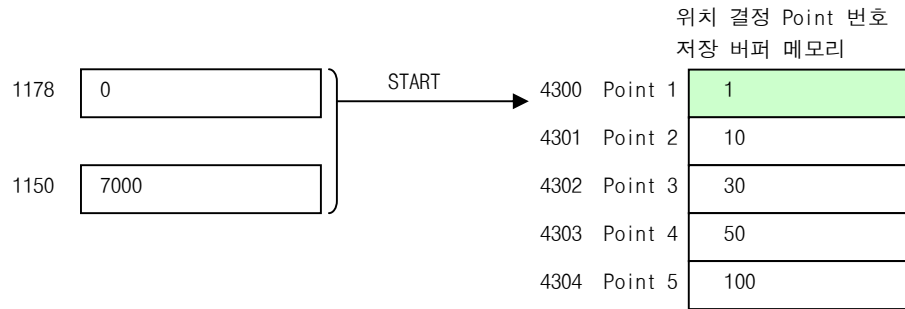 위치 결정 Point 번호
저장 버퍼 메모리
1178 0 START 4300 Point 1 1
4301 Point 2 10
1150 7000 4302 Point 3 30
4303 Point 4 50
4304 Point 5 100